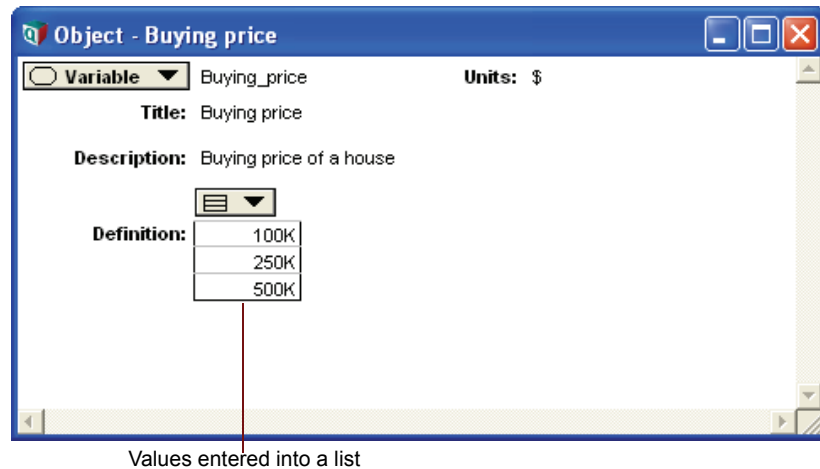 Object - Buying price
Variable Buying_price Units: $
Title: Buying price
Description: Buying price of a house
Definition: 100K
250K
500K
Values entered into a list